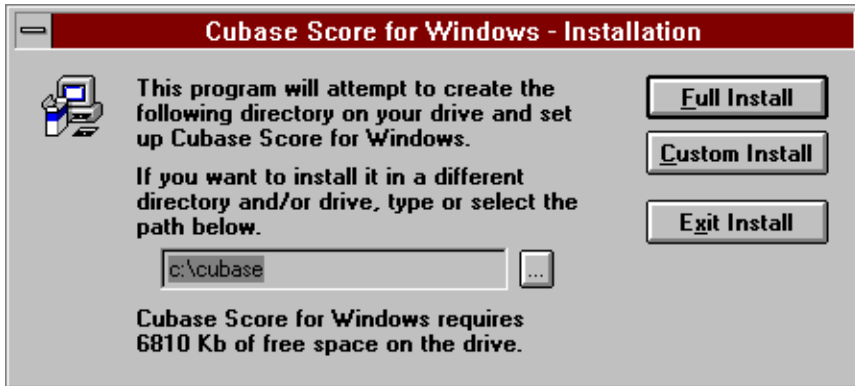 Cubase Score for Windows - Installation
This program will attempt to create the
following directory on your drive and set
up Cubase Score for Windows.
If you want to install it in a different
directory and/or drive, type or select the
path below.
c:\cubase
...
Cubase Score for Windows requires
6810 Kb of free space on the drive.
Full Install
Custom Install
Exit Install